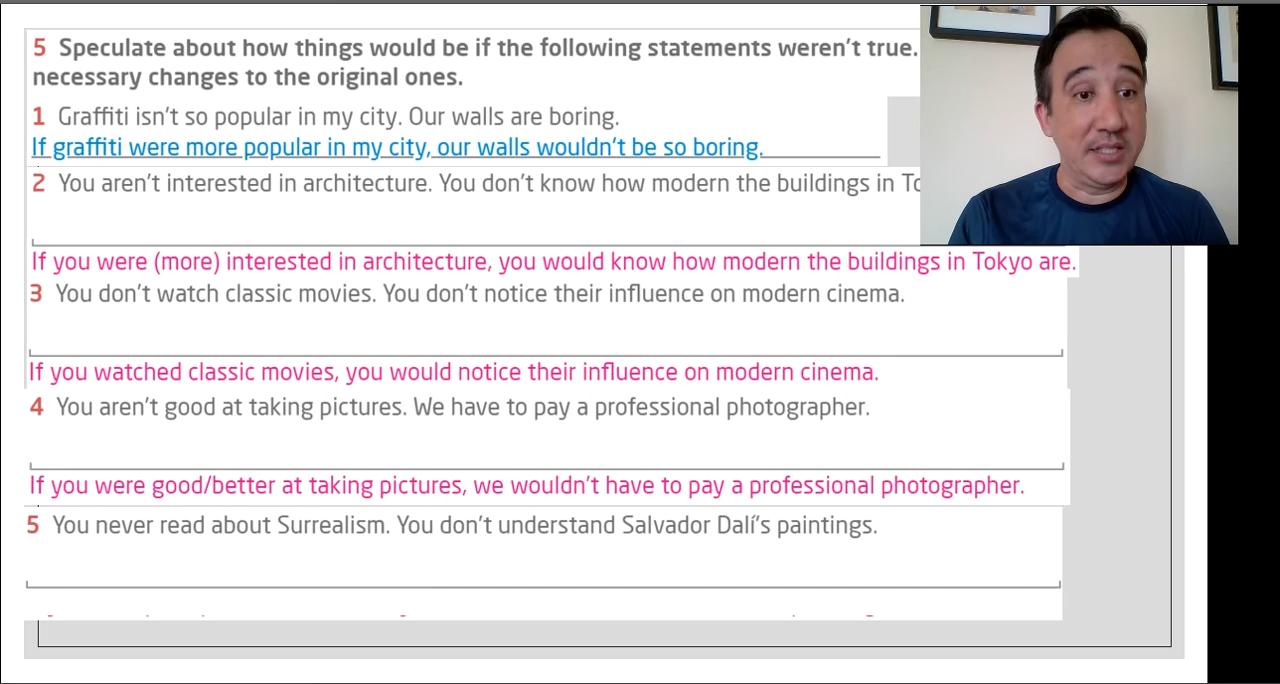 5 Speculate about how things would be if the following statements weren't true.
necessary changes to the original ones.
1 Graffiti isn't so popular in my city. Our walls are boring.
If graffiti were more popular in my city, our walls wouldn't be so boring.
2 You aren't interested in architecture. You don't know how modern the buildings in
If you were (more) interested in architecture, you would know how modern the buildings in Tokyo are.
3 You don't watch classic movies. You don't notice their influence on modern cinema.
If you watched classic movies, you would notice their influence on modern cinema.
4 You aren't good at taking pictures. We have to pay a professional photographer.
If you were good/better at taking pictures, we wouldn't have to pay a professional photographer.
5 You never read about Surrealism. You don't understand Salvador Dalí's paintings.